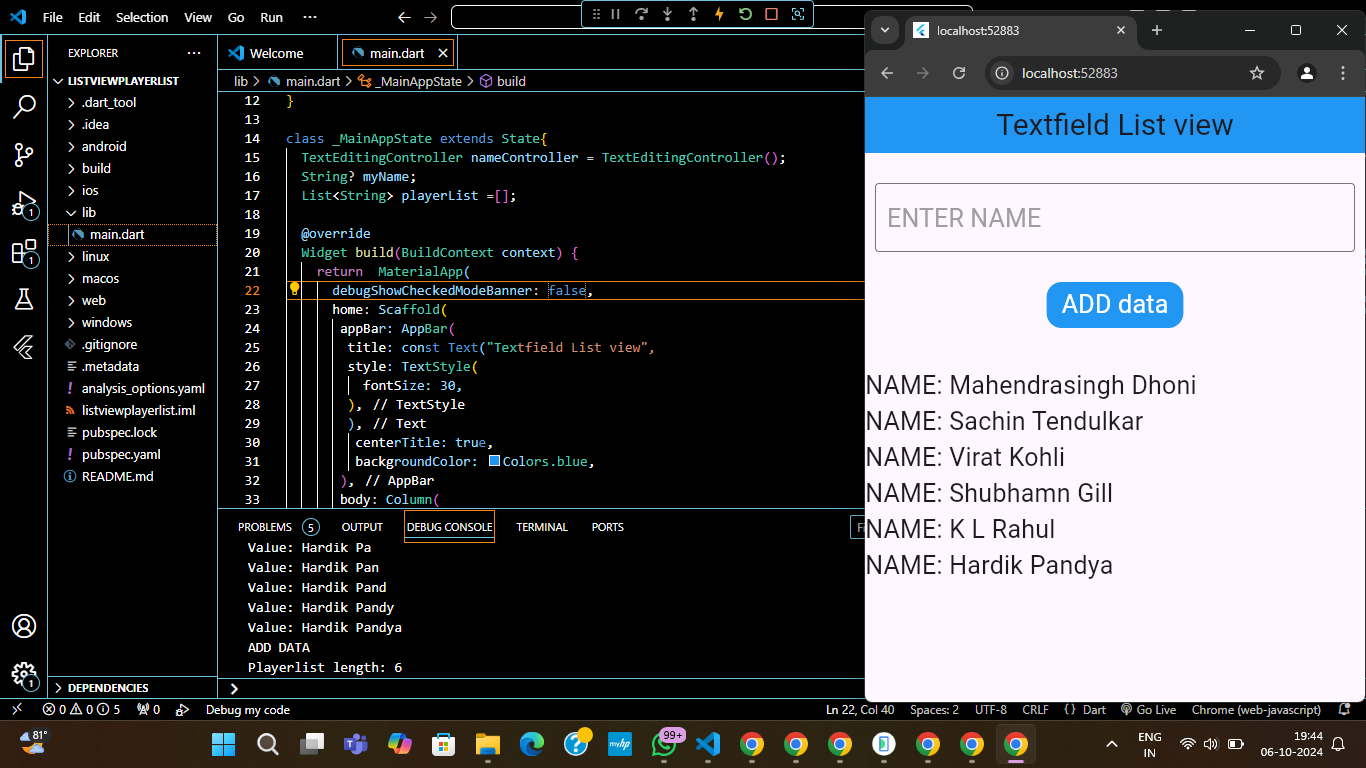 File Edit Selection View Go Run ···
localhost:52883
EXPLORER ···
Welcome
main.dart
localhost:52883
LISTVIEWPLAYERLIST
lib > main.dart > _MainAppState > build
.dart_tool
.idea
android
build
ios
lib
main.dart
linux
macos
web
windows
.gitignore
.metadata
analysis_options.yaml
listviewplayerlist.iml
pubspec.lock
pubspec.yaml
README.md
DEPENDENCIES
1
1
1
12 }
13
14 class _MainAppState extends State{
15 TextEditingController nameController = TextEditingController();
16 String? myName;
17 List<String> playerList =[];
18
19 @override
20 Widget build(BuildContext context) {
21 return  MaterialApp(
22 debugShowCheckedModeBanner: false,
23 home: Scaffold(
24 appBar: AppBar(
25 title: const Text("Textfield List view",
26 style: TextStyle(
27 fontSize: 30,
28 ), // TextStyle
29 ), // Text
30 centerTitle: true,
31 backgroundColor: Colors.blue,
32 ), // AppBar
33 body: Column(
PROBLEMS 5 OUTPUT DEBUG CONSOLE TERMINAL PORTS
Value: Hardik Pa
Value: Hardik Pan
Value: Hardik Pand
Value: Hardik Pandy
Value: Hardik Pandya
ADD DATA
Playerlist length: 6
Textfield List view
ENTER NAME
ADD data
NAME: Mahendrasingh Dhoni
NAME: Sachin Tendulkar
NAME: Virat Kohli
NAME: Shubhamn Gill
NAME: K L Rahul
NAME: Hardik Pandya
0 0 5 0 Debug my code Ln 22, Col 40 Spaces: 2 UTF-8 CRLF {} Dart Go Live Chrome (web-javascript)
81°
myhp
99+
ENG
IN
19:44
06-10-2024